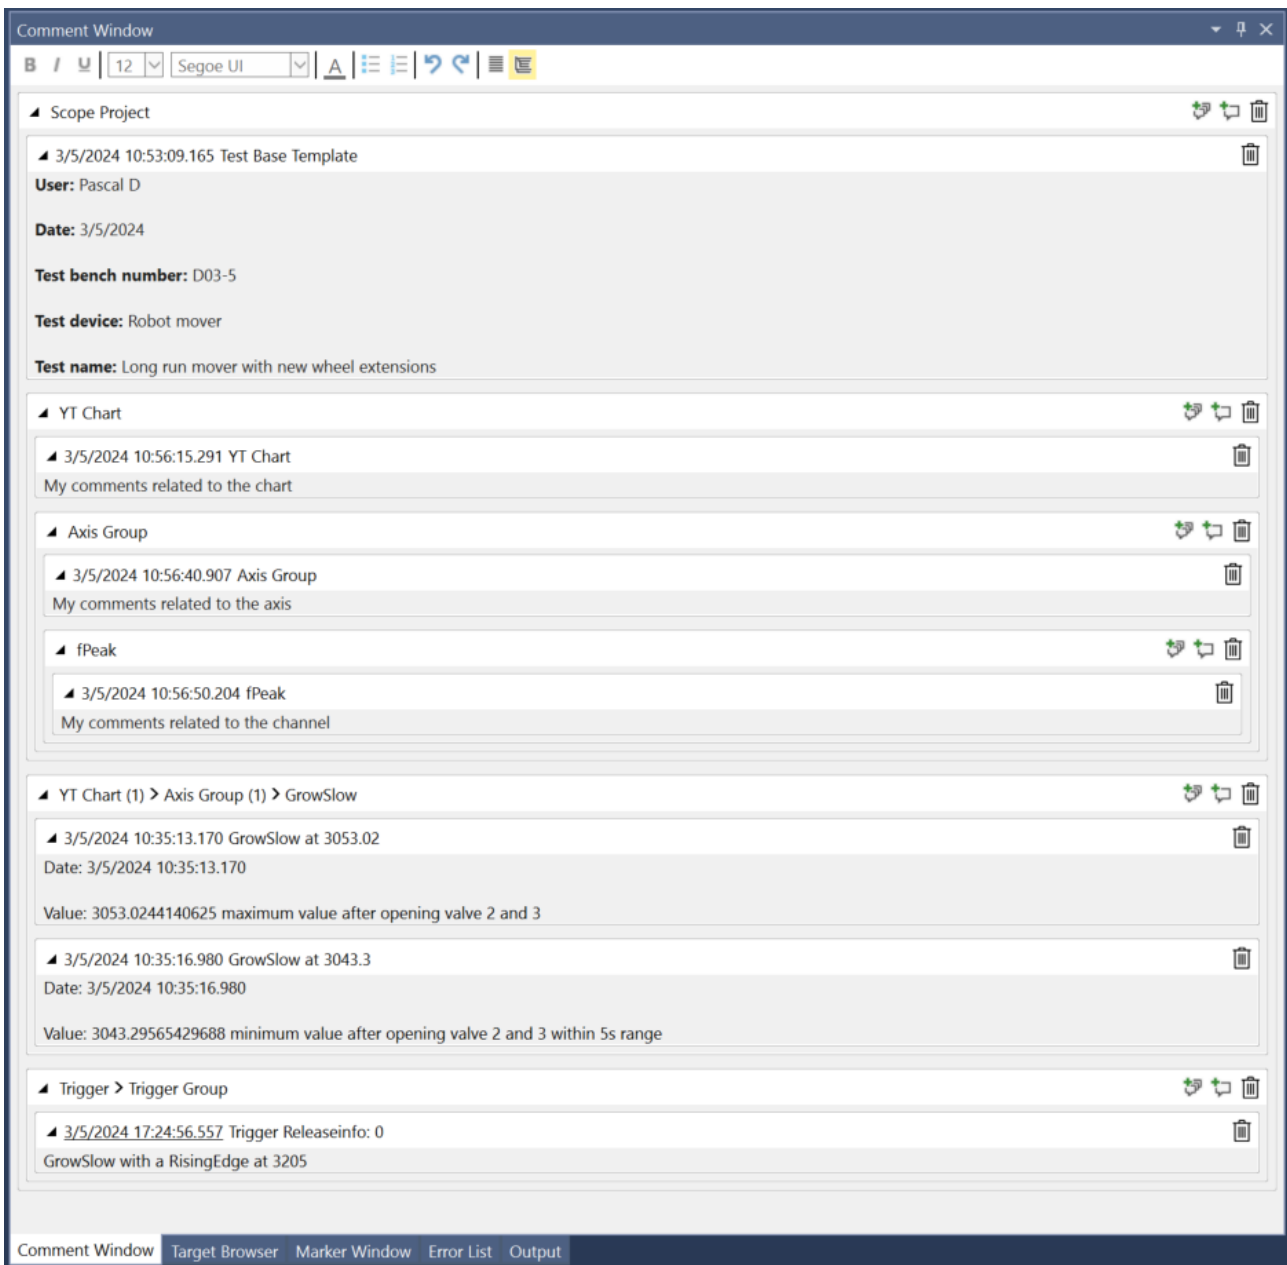 Comment Window
B I U 12 Segoe UI A
Scope Project
3/5/2024 10:53:09.165 Test Base Template
User: Pascal D
Date: 3/5/2024
Test bench number: D03-5
Test device: Robot mover
Test name: Long run mover with new wheel extensions
YT Chart
3/5/2024 10:56:15.291 YT Chart
My comments related to the chart
Axis Group
3/5/2024 10:56:40.907 Axis Group
My comments related to the axis
fPeak
3/5/2024 10:56:50.204 fPeak
My comments related to the channel
YT Chart (1) > Axis Group (1) > GrowSlow
3/5/2024 10:35:13.170 GrowSlow at 3053.02
Date: 3/5/2024 10:35:13.170
Value: 3053.0244140625 maximum value after opening valve 2 and 3
3/5/2024 10:35:16.980 GrowSlow at 3043.3
Date: 3/5/2024 10:35:16.980
Value: 3043.29565429688 minimum value after opening valve 2 and 3 within 5s range
Trigger > Trigger Group
3/5/2024 17:24:56.557 Trigger Releaseinfo: 0
GrowSlow with a RisingEdge at 3205
Comment Window Target Browser Marker Window Error List Output